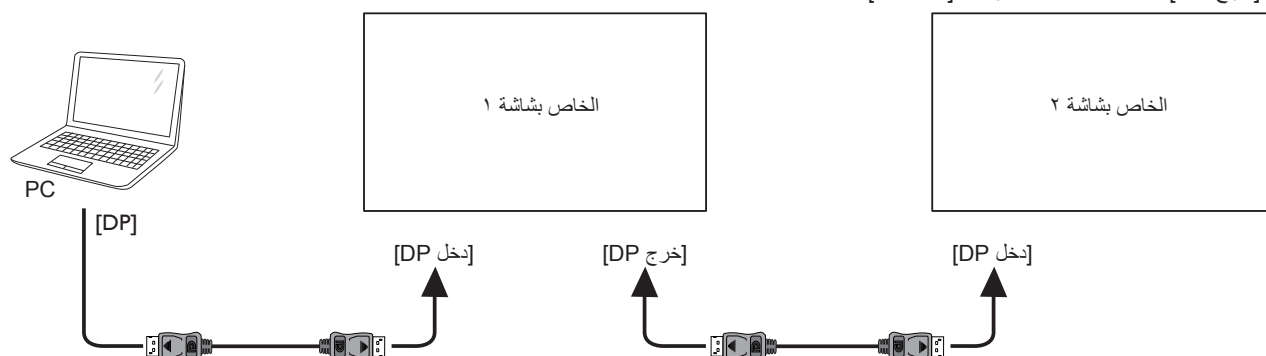 الخاص بشاشة ١
الخاص بشاشة ٢
PC
[DP]
[دخل DP]
[خرج DP]
[دخل DP]